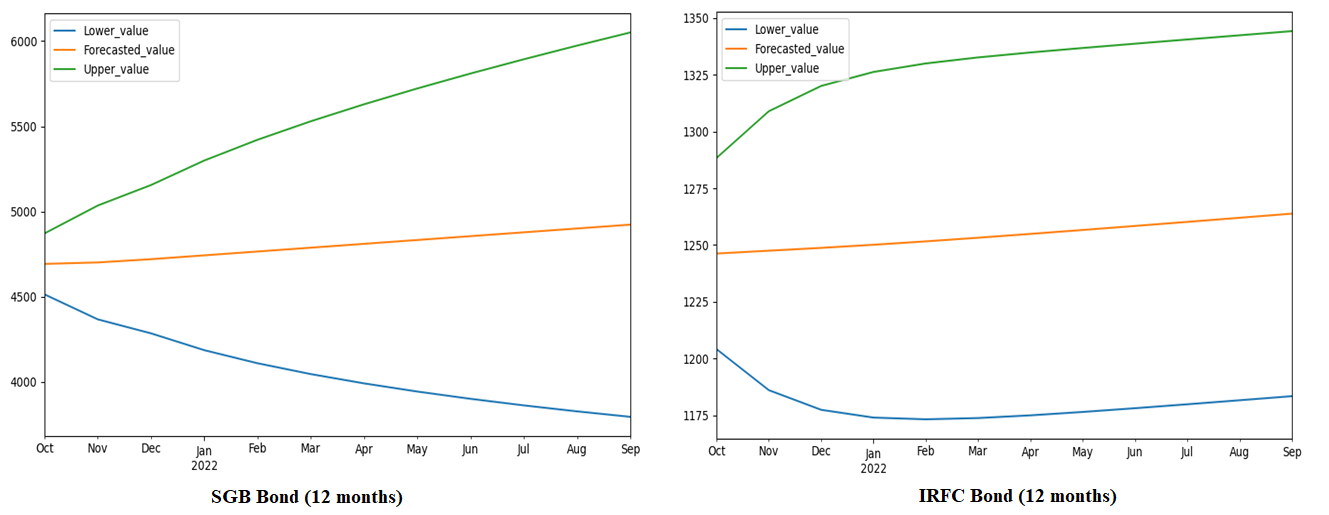 Lower_value
Forecasted_value
Upper_value
6000
5500
5000
4500
4000
Oct Nov Dec Jan Feb Mar Apr May Jun Jul Aug Sep
2022
SGB Bond (12 months)
Lower_value
Forecasted_value
Upper_value
1350
1325
1300
1275
1250
1225
1200
1175
Oct Nov Dec Jan Feb Mar Apr May Jun Jul Aug Sep
2022
IRFC Bond (12 months)